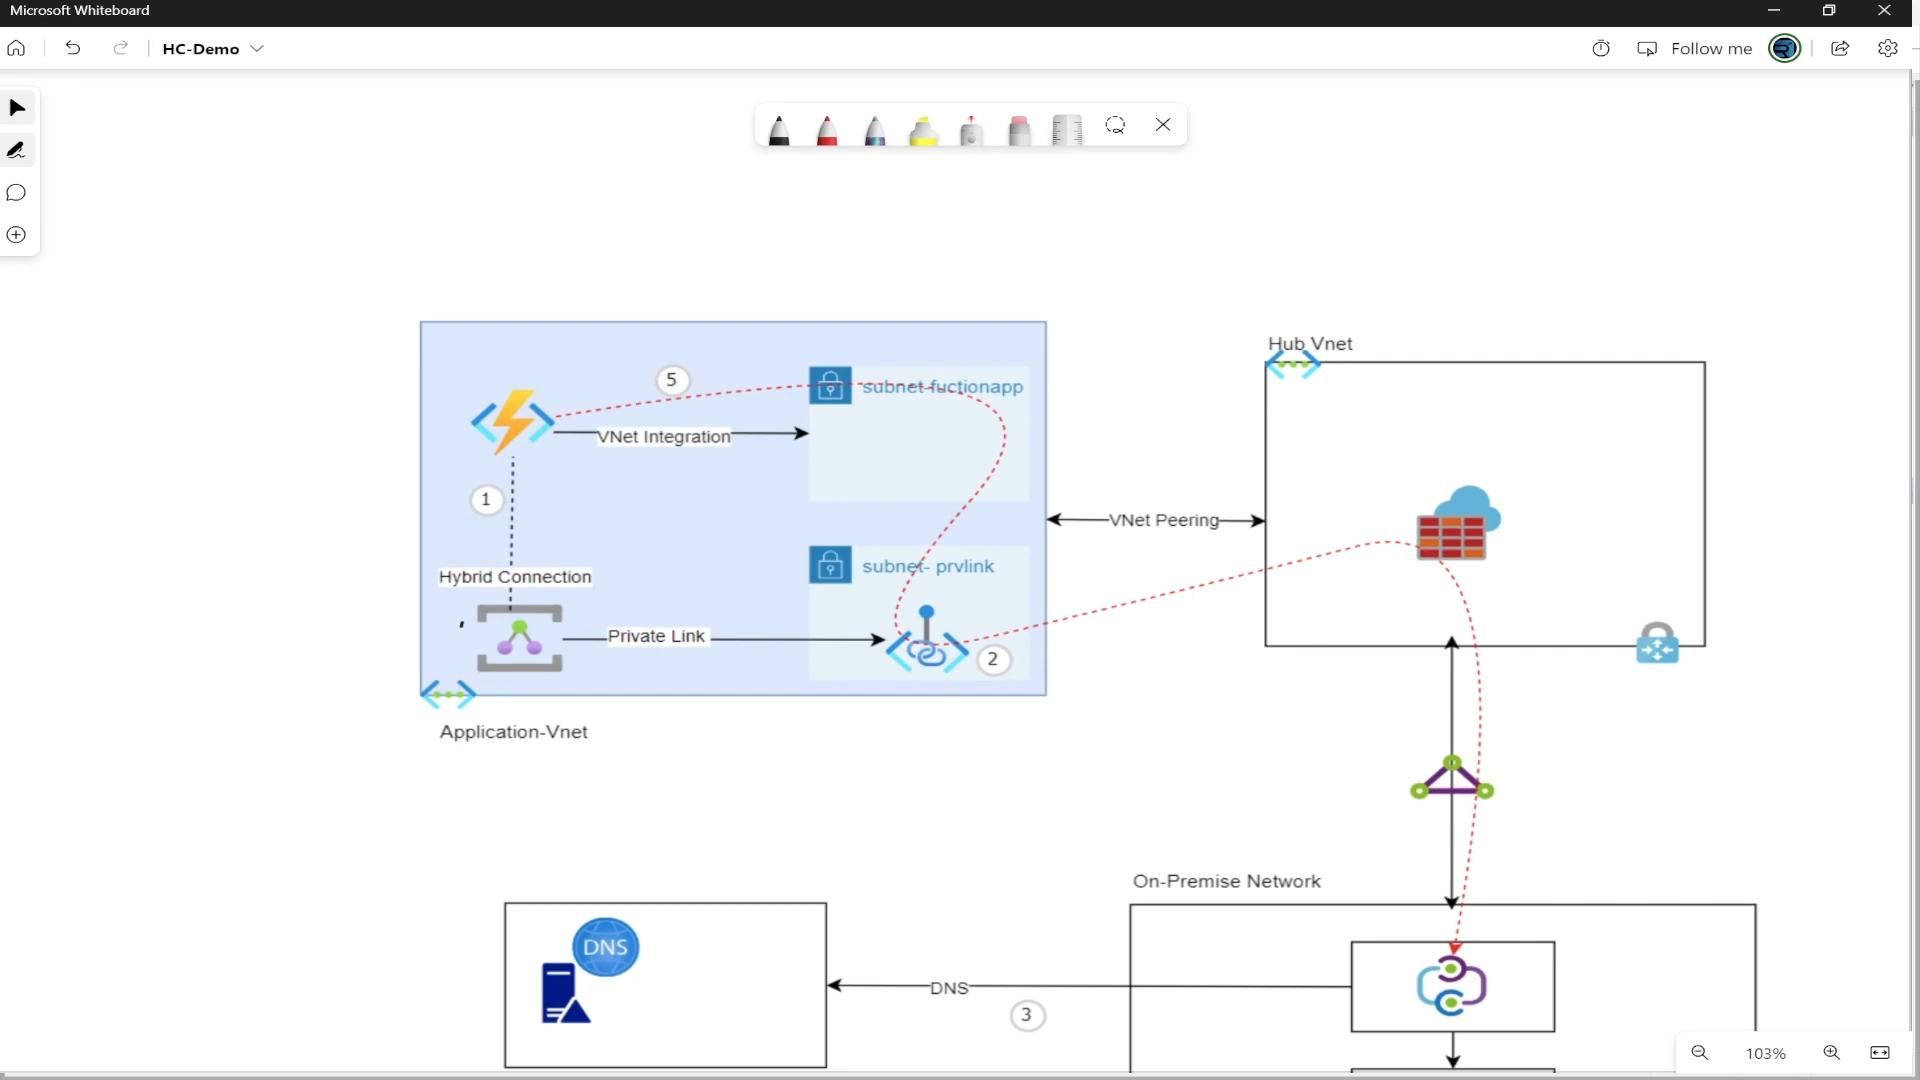 Microsoft Whiteboard
HC-Demo
Follow me
Hub Vnet
5
subnet-fuctionapp
VNet Integration
1
VNet Peering
subnet- prvlink
Hybrid Connection
Private Link
2
Application-Vnet
On-Premise Network
DNS
DNS
3
103%